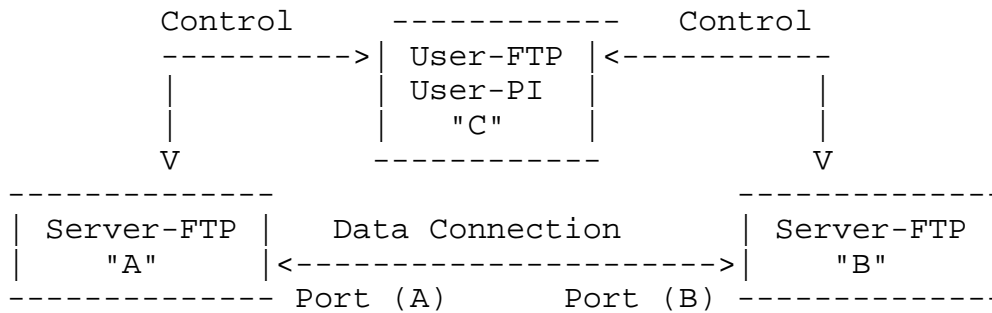 Control ------------ Control
---------->| User-FTP |<-----------
| | User-PI | |
| | "C" | |
V ------------ V
-------------- --------------
| Server-FTP | Data Connection | Server-FTP
| "A" |<---------------------->| "B"
-------------- Port (A) Port (B) --------------